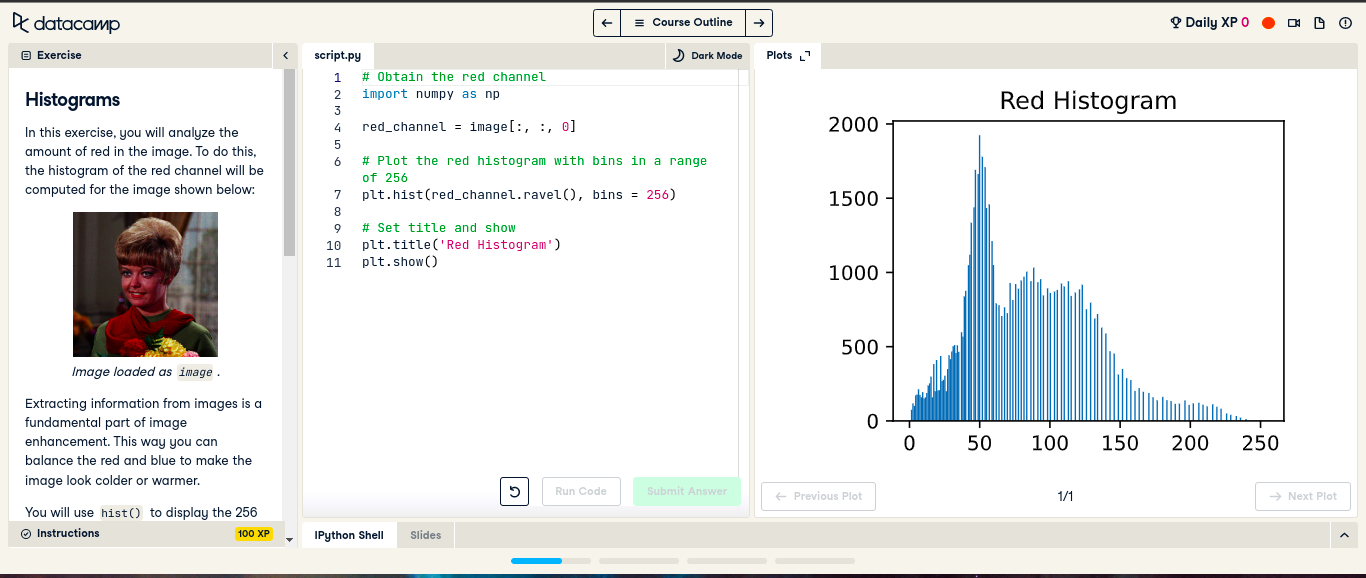 datacamp
Course Outline
Daily XP 0
Exercise
Histograms
In this exercise, you will analyze the
amount of red in the image. To do this,
the histogram of the red channel will be
computed for the image shown below:
Image loaded as image .
Extracting information from images is a
fundamental part of image
enhancement. This way you can
balance the red and blue to make the
image look colder or warmer.
You will use hist() to display the 256
Instructions
100 XP
script.py
Dark Mode
1 # Obtain the red channel
2 import numpy as np
3
4 red_channel = image[:, :, 0]
5
6 # Plot the red histogram with bins in a range
of 256
7 plt.hist(red_channel.ravel(), bins = 256)
8
9 # Set title and show
10 plt.title('Red Histogram')
11 plt.show()
Run Code
Submit Answer
Plots
Red Histogram
2000
1500
1000
500
0
0 50 100 150 200 250
Previous Plot
1/1
Next Plot
IPython Shell
Slides